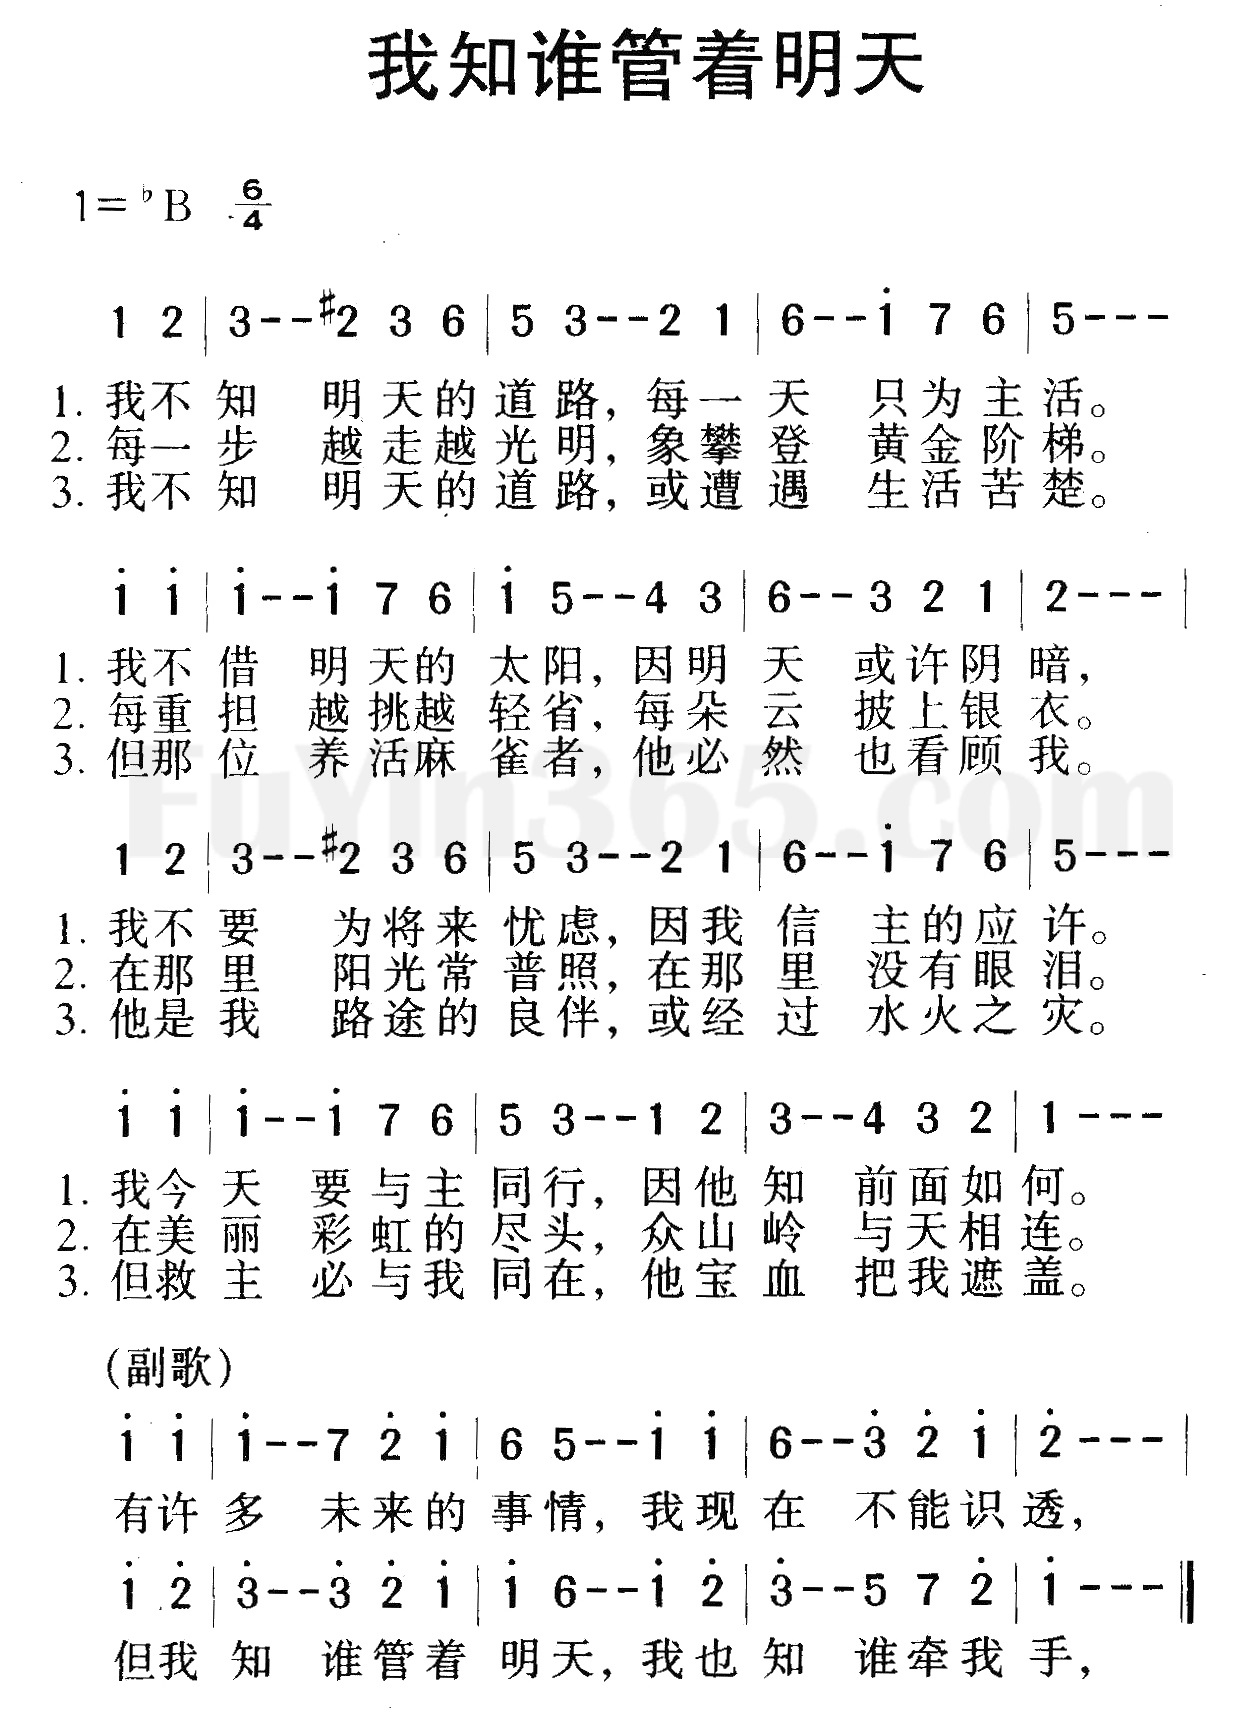 我知谁管着明天
1=♭B 6/4
1 2 | 3 - - #2 3 6 | 5 3 - - 2 1 | 6 - - i 7 6 | 5 - - -
1. 我不知 明天的道路，每一天 只为主活。
2. 每一步 越走越光明，象攀登 黄金阶梯。
3. 我不知 明天的道路，或遭遇 生活苦楚。
i i | i - - i 7 6 | i 5 - - 4 3 | 6 - - 3 2 1 | 2 - - - |
1. 我不借 明天的太阳，因明天 或许阴暗，
2. 每重担 越挑越轻省，每朵云 披上银衣。
3. 但那位 养活麻雀者，他必然 也看顾我。
FuYin365.com
1 2 | 3 - - #2 3 6 | 5 3 - - 2 1 | 6 - - i 7 6 | 5 - - -
1. 我不要 为将来忧虑，因我信 主的应许。
2. 在那里 阳光常普照，在那里 没有眼泪。
3. 他是我 路途的良伴，或经过 水火之灾。
i i | i - - i 7 6 | 5 3 - - 1 2 | 3 - - 4 3 2 | 1 - - -
1. 我今天 要与主同行，因他知 前面如何。
2. 在美丽 彩虹的尽头，众山岭 与天相连。
3. 但救主 必与我同在，他宝血 把我遮盖。
(副歌)
i i | i - - 7 2̇ i | 6 5 - - i i | 6 - - 3̇ 2̇ i | 2̇ - - - |
有许多 未来的事情，我现在 不能识透，
i 2̇ | 3̇ - - 3̇ 2̇ i | i 6 - - i 2̇ | 3̇ - - 5 7 2̇ | i - - - ‖
但我知 谁管着明天，我也知 谁牵我手，